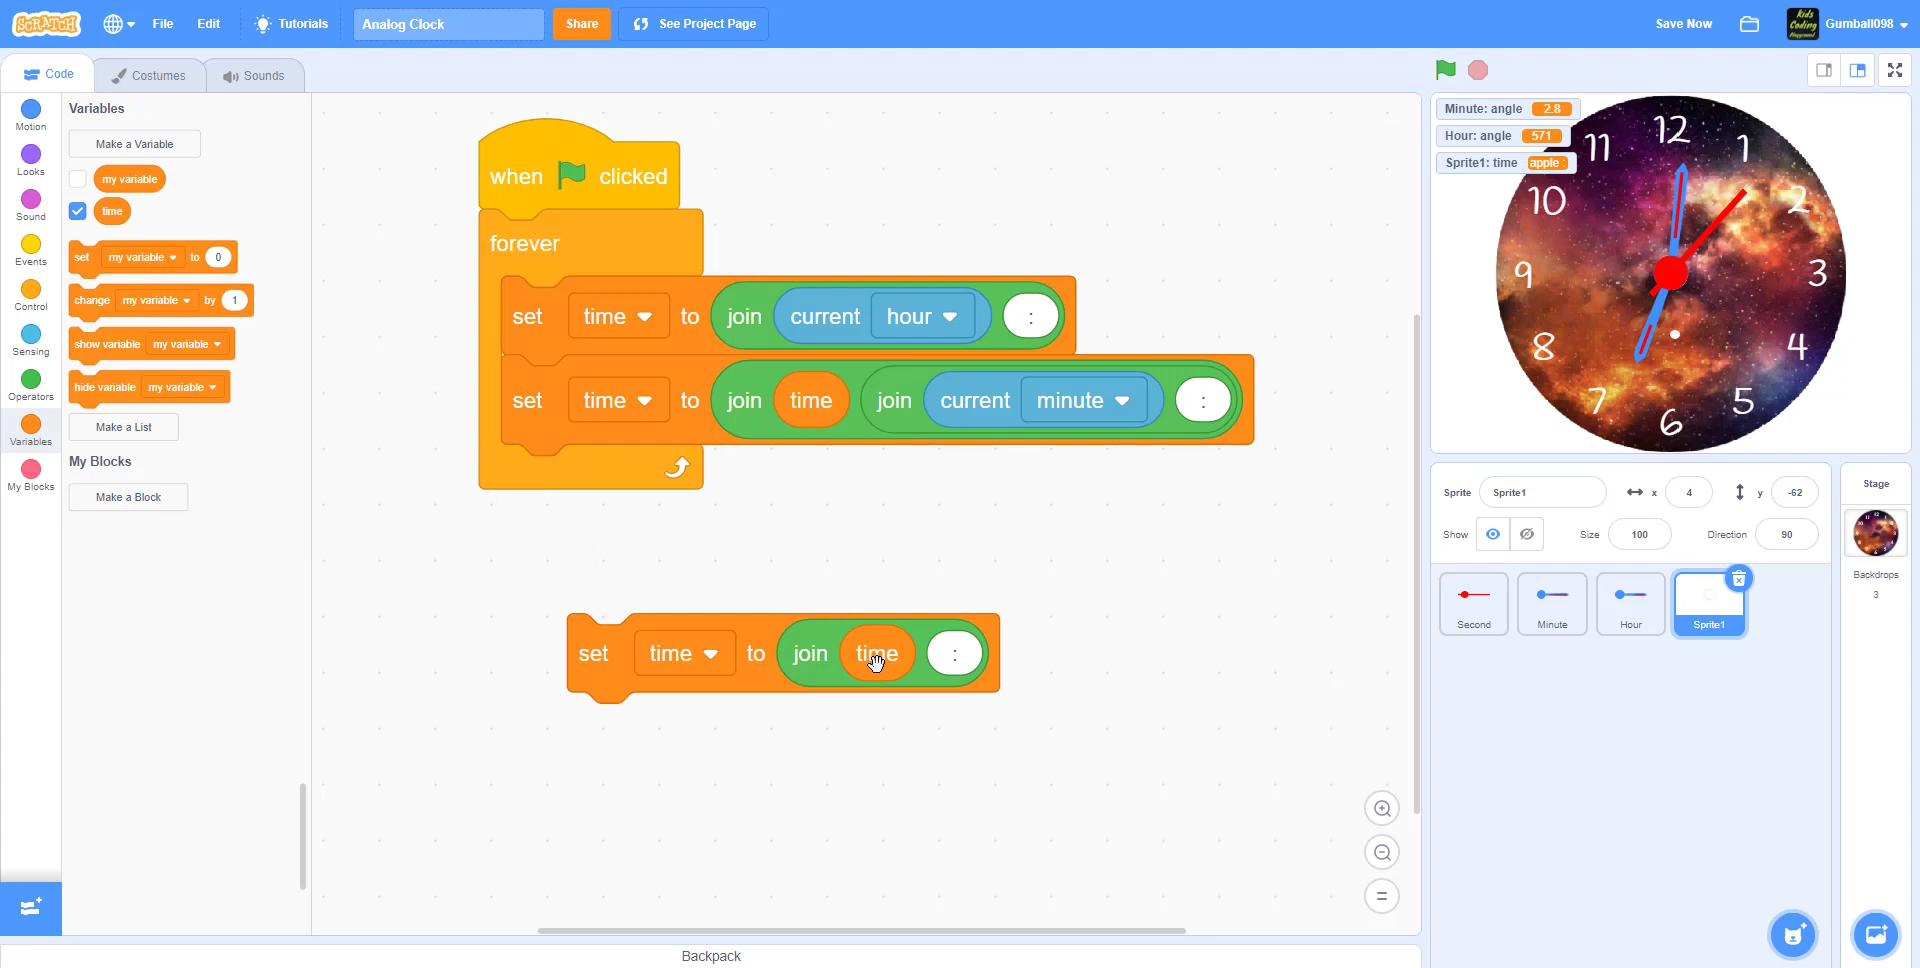 SCRATCH File Edit Tutorials Analog Clock Share See Project Page Save Now Kids Coding Playground Gumball098
Code Costumes Sounds
Motion
Looks
Sound
Events
Control
Sensing
Operators
Variables
My Blocks
Variables
Make a Variable
my variable
time
set my variable to 0
change my variable by 1
show variable my variable
hide variable my variable
Make a List
My Blocks
Make a Block
when clicked
forever
set time to join current hour :
set time to join time join current minute :
set time to join time :
Backpack
Minute: angle 2.8
Hour: angle 571
Sprite1: time apple :
12
1
2
3
4
5
6
7
8
9
10
11
Sprite Sprite1 x 4 y -62
Show Size 100 Direction 90
Second Minute Hour Sprite1
Stage
Backdrops
3